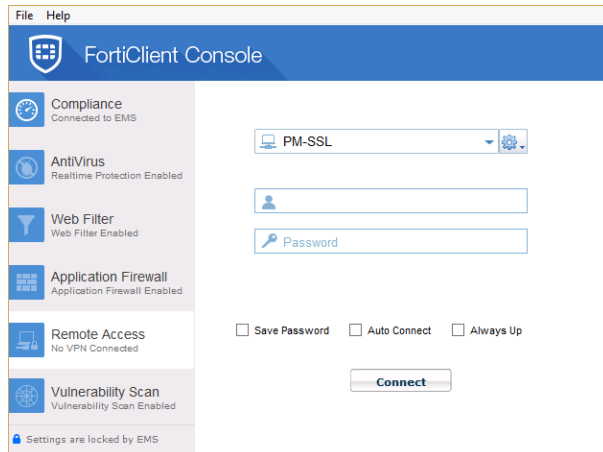 File Help
FortiClient Console
Compliance
Connected to EMS
PM-SSL
AntiVirus
Realtime Protection Enabled
Web Filter
Web Filter Enabled
Password
Application Firewall
Application Firewall Enabled
Remote Access
No VPN Connected
Save Password Auto Connect Always Up
Connect
Vulnerability Scan
Vulnerability Scan Enabled
Settings are locked by EMS